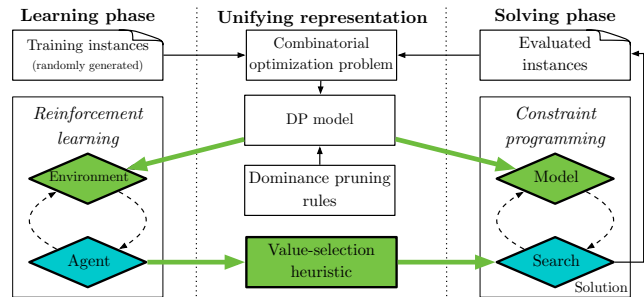 Learning phase
Unifying representation
Solving phase
Training instances
(randomly generated)
Combinatorial
optimization problem
Evaluated
instances
Reinforcement
learning
DP model
Constraint
programming
Environment
Model
Dominance pruning
rules
Agent
Value-selection
heuristic
Search
Solution